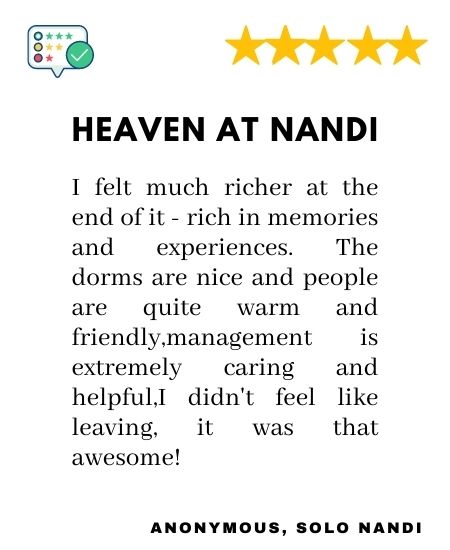 HEAVEN AT NANDI
I felt much richer at the
end of it - rich in memories
and experiences. The
dorms are nice and people
are quite warm and
friendly,management is
extremely caring and
helpful,I didn't feel like
leaving, it was that
awesome!
ANONYMOUS, SOLO NANDI